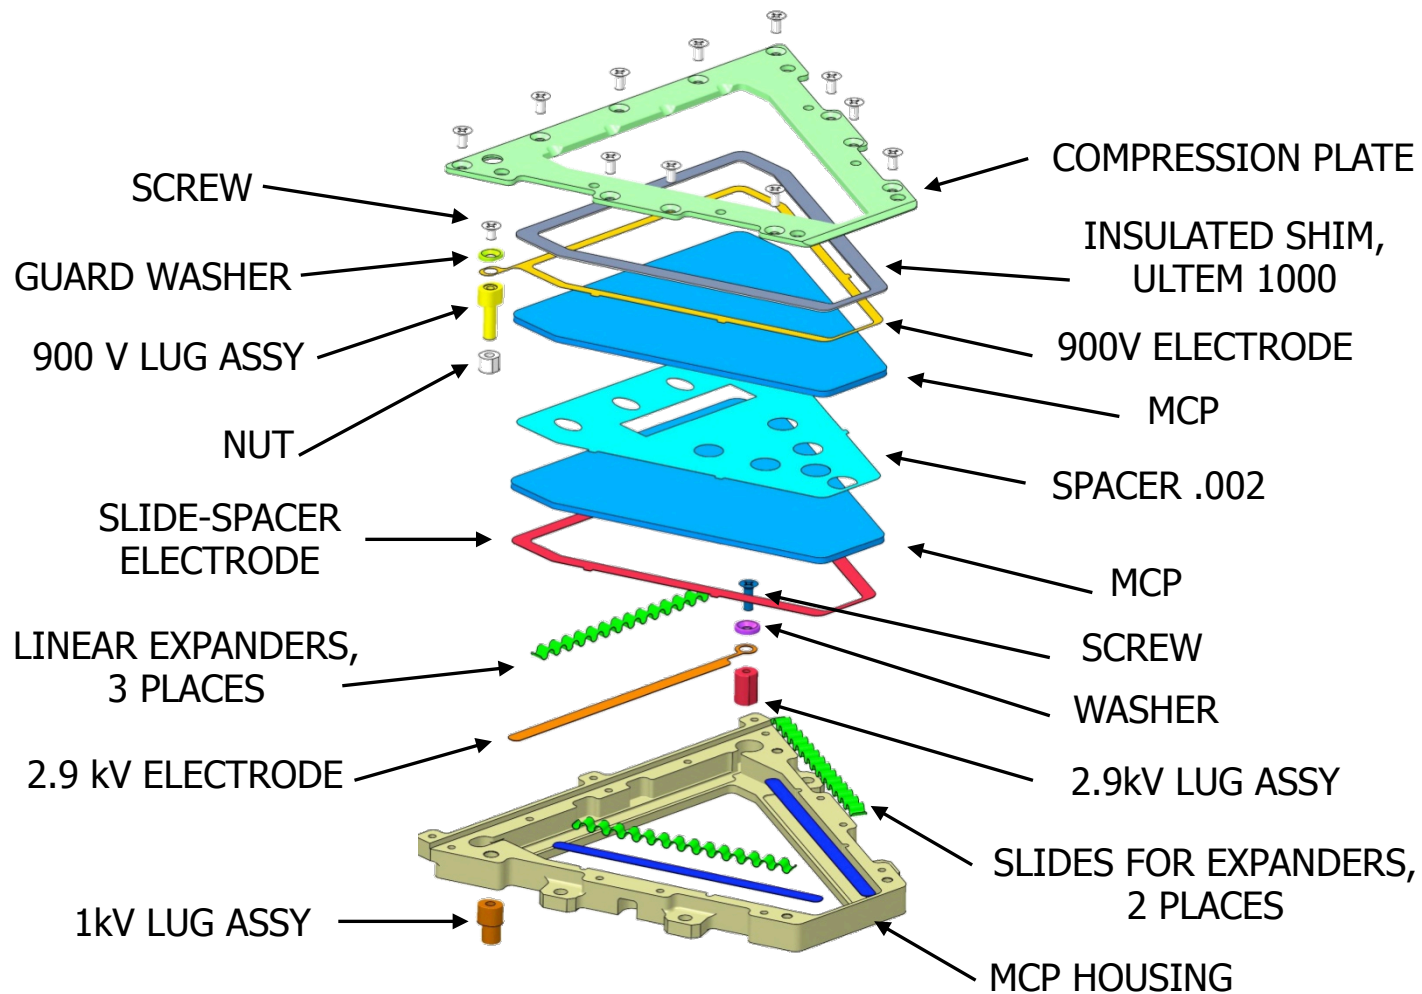 COMPRESSION PLATE
SCREW
INSULATED SHIM,
ULTEM 1000
GUARD WASHER
900V ELECTRODE
900 V LUG ASSY
MCP
NUT
SPACER .002
SLIDE-SPACER
ELECTRODE
MCP
SCREW
LINEAR EXPANDERS,
3 PLACES
WASHER
2.9 kV ELECTRODE
2.9kV LUG ASSY
SLIDES FOR EXPANDERS,
2 PLACES
1kV LUG ASSY
MCP HOUSING